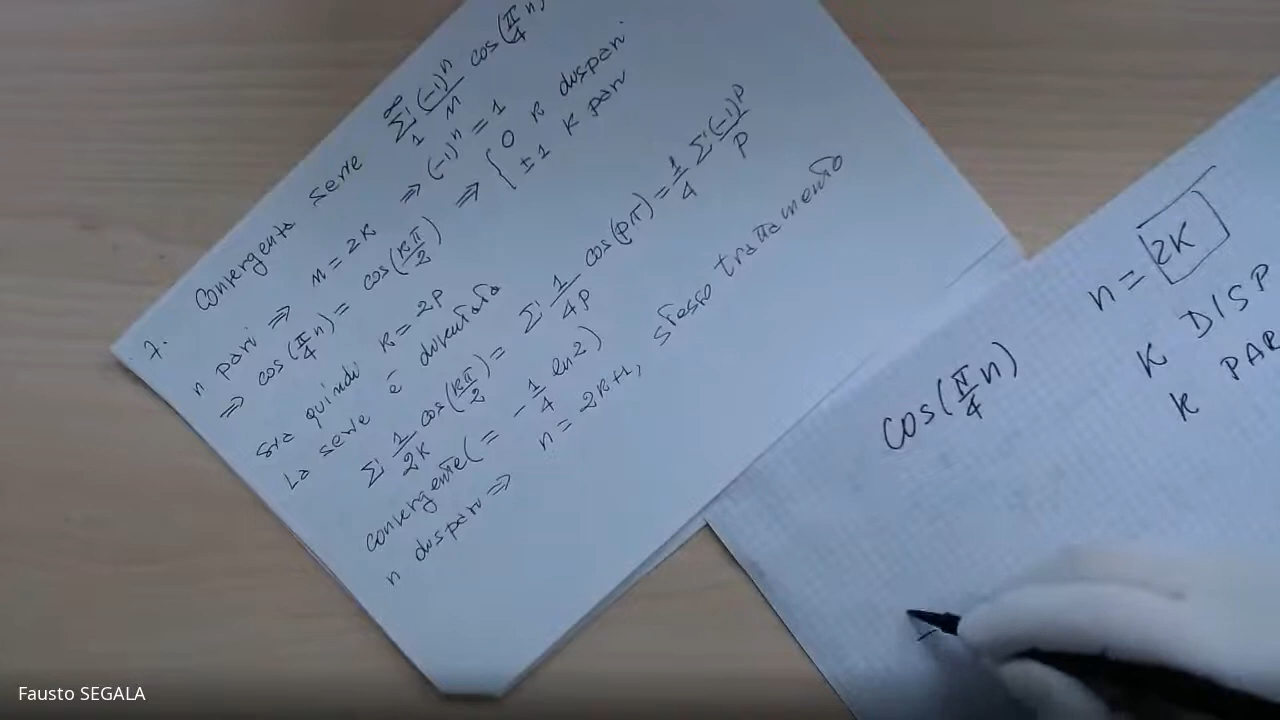 7. Convergenza serie ∑₁^∞ (-1)^n/n cos(π/4 n)
n pari ⇒ n = 2k ⇒ (-1)^n = 1
⇒ cos(π/4 n) = cos(kπ/2) ⇒ { 0 k dispari
± 1 k pari
sia quindi k = 2p
La serie è diventata
∑ 1/2k cos(kπ/2) = ∑ 1/4p cos(pπ) = 1/4 ∑ (-1)^p/p
convergente (= -1/4 ln2)
n dispari ⇒ n = 2k+1, stesso trattamento
cos(π/4 n)
n = 2k
k DISP
k PAR
Fausto SEGALA